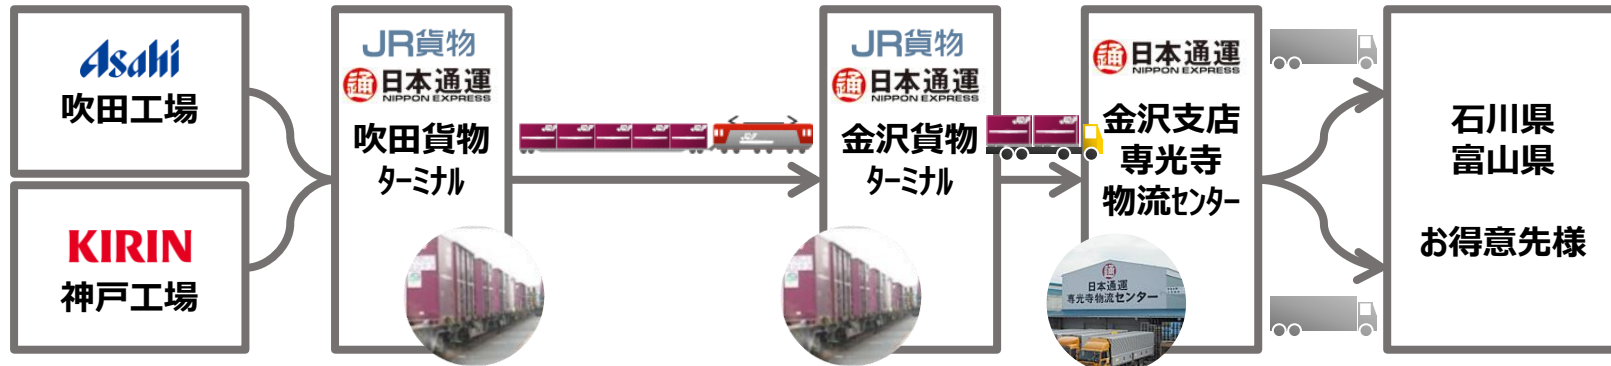 Asahi
吹田工場
KIRIN
神戸工場
JR貨物
通 日本通運
NIPPON EXPRESS
吹田貨物
ターミナル
JR貨物
通 日本通運
NIPPON EXPRESS
金沢貨物
ターミナル
通 日本通運
NIPPON EXPRESS
金沢支店
専光寺
物流センター
通
日本通運
専光寺物流センター
石川県
富山県
お得意先様